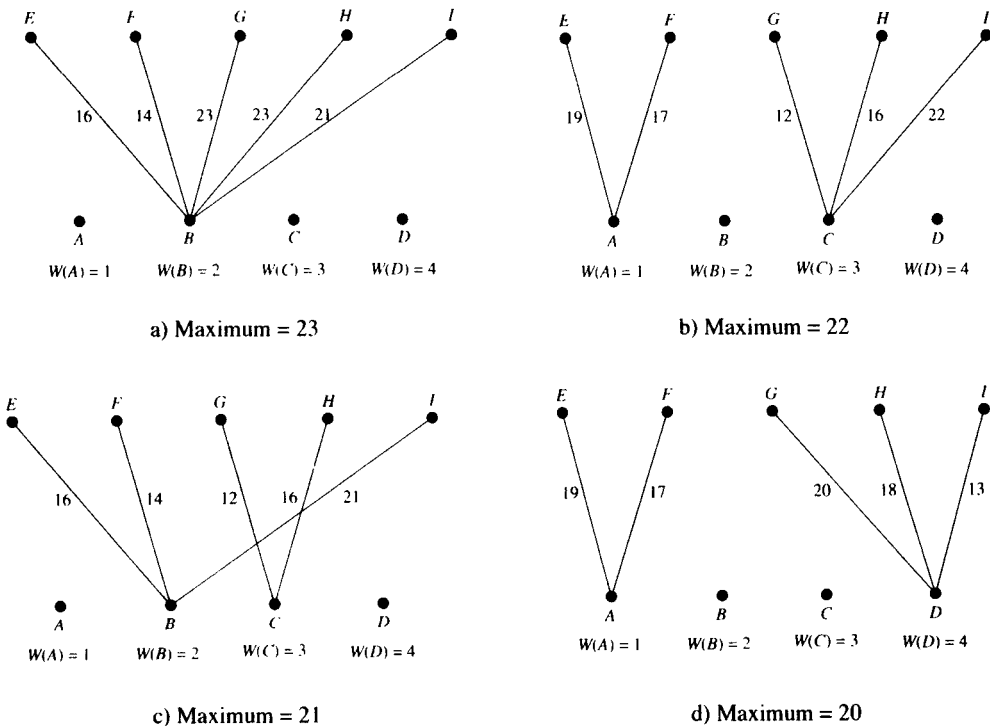 E F G H I
16 14 23 23 21
A B C D
W(A) = 1 W(B) = 2 W(C) = 3 W(D) = 4
a) Maximum = 23
E F G H I
19 17 12 16 22
A B C D
W(A) = 1 W(B) = 2 W(C) = 3 W(D) = 4
b) Maximum = 22
E F G H I
16 14 12 16 21
A B C D
W(A) = 1 W(B) = 2 W(C) = 3 W(D) = 4
c) Maximum = 21
E F G H I
19 17 20 18 13
A B C D
W(A) = 1 W(B) = 2 W(C) = 3 W(D) = 4
d) Maximum = 20